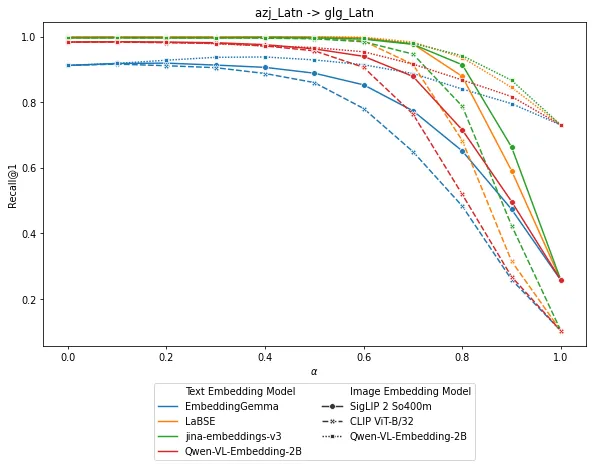 azj_Latn -> glg_Latn
1.0
0.8
0.6
0.4
0.2
Recall@1
0.0 0.2 0.4 0.6 0.8 1.0
α
Text Embedding Model Image Embedding Model
EmbeddingGemma SigLIP 2 So400m
LaBSE CLIP ViT-B/32
jina-embeddings-v3 Qwen-VL-Embedding-2B
Qwen-VL-Embedding-2B